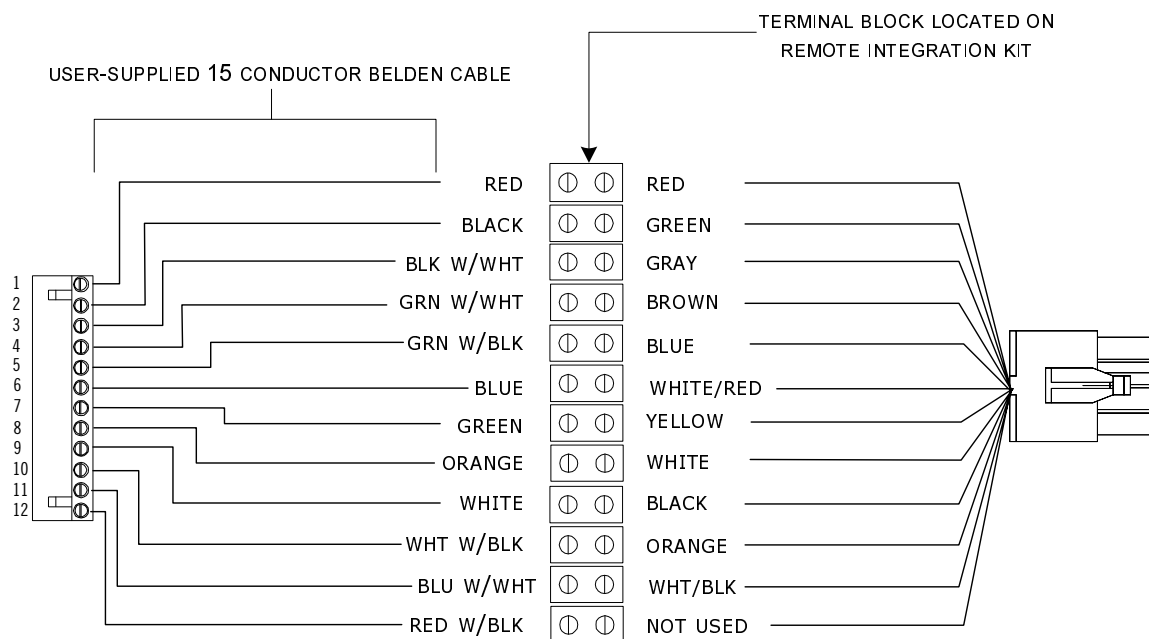 TERMINAL BLOCK LOCATED ON
REMOTE INTEGRATION KIT
USER-SUPPLIED 15 CONDUCTOR BELDEN CABLE
RED RED
BLACK GREEN
BLK W/WHT GRAY
1
2
GRN W/WHT BROWN
3
4
GRN W/BLK BLUE
5
6
BLUE WHITE/RED
7
GREEN YELLOW
8
9
ORANGE WHITE
10
11
WHITE BLACK
12
WHT W/BLK ORANGE
BLU W/WHT WHT/BLK
RED W/BLK NOT USED